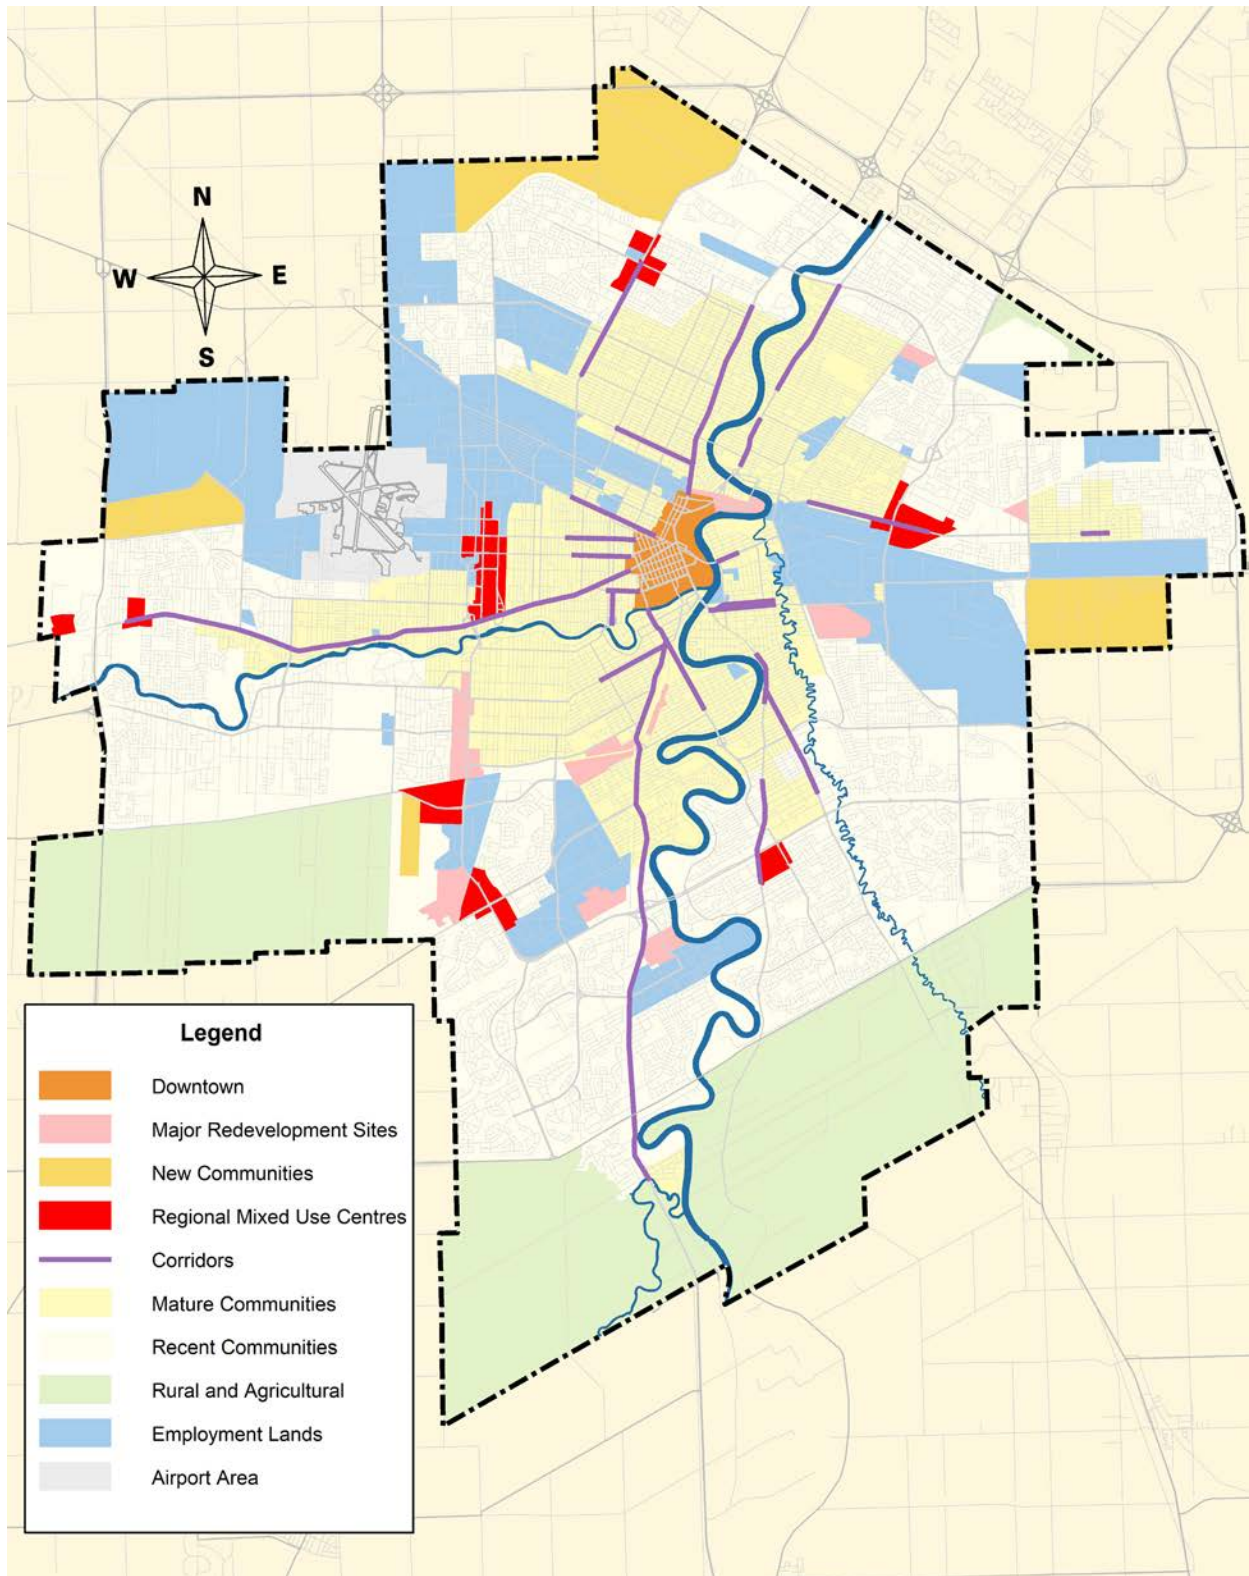 N
W E
S
Legend
Downtown
Major Redevelopment Sites
New Communities
Regional Mixed Use Centres
Corridors
Mature Communities
Recent Communities
Rural and Agricultural
Employment Lands
Airport Area